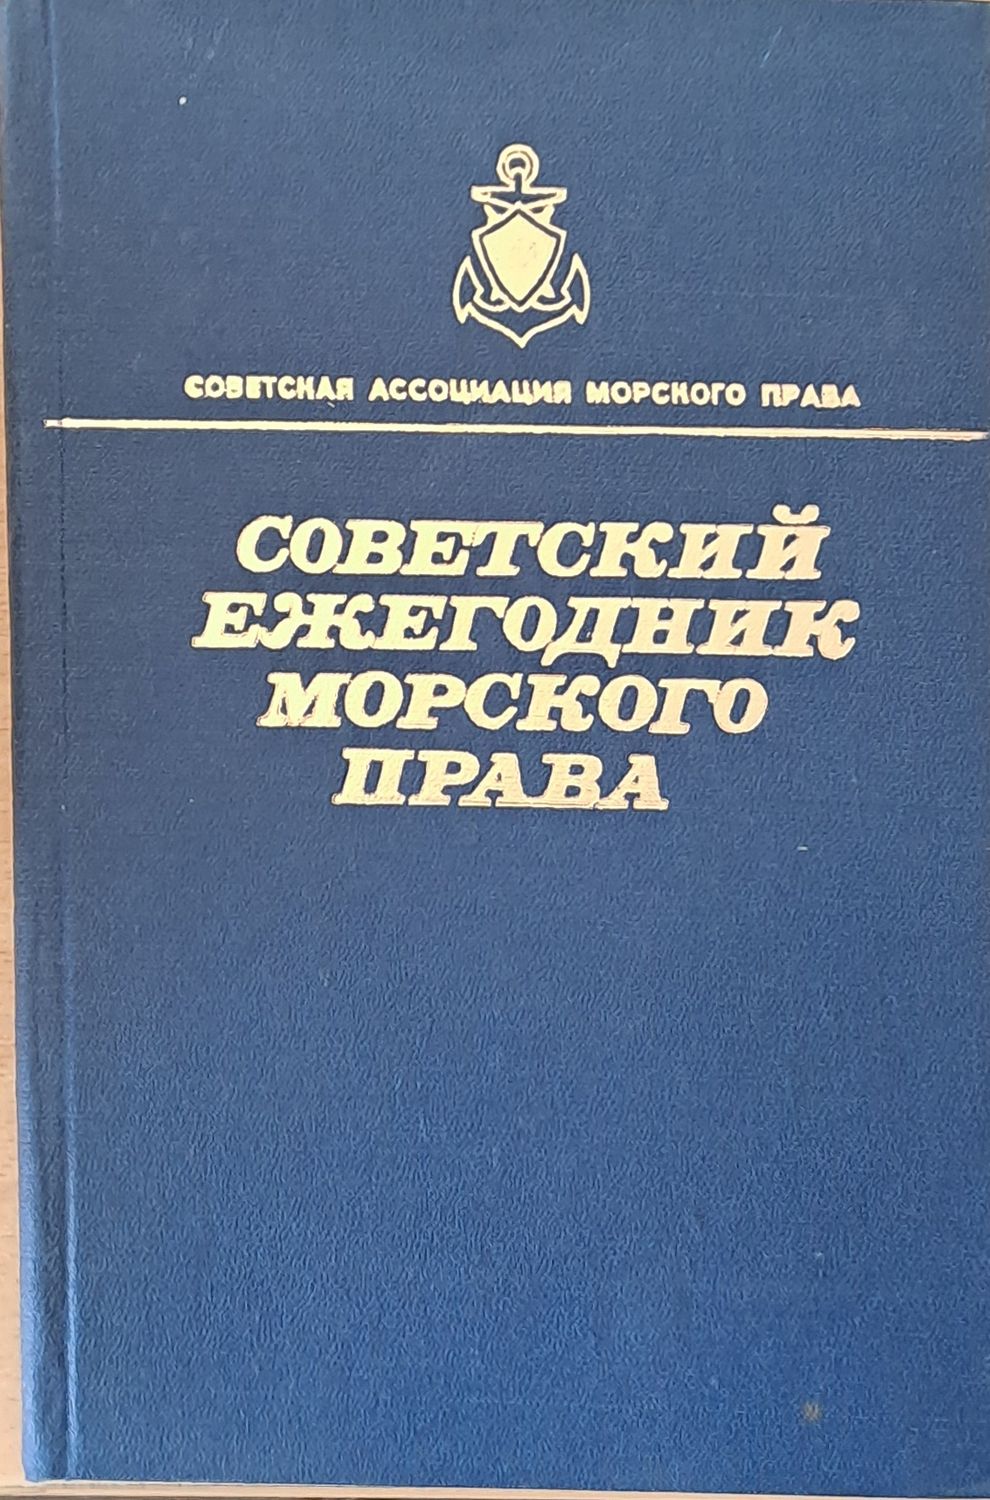 СОВЕТСКАЯ АССОЦИАЦИЯ МОРСКОГО ПРАВА
СОВЕТСКИЙ
ЕЖЕГОДНИК
МОРСКОГО
ПРАВА